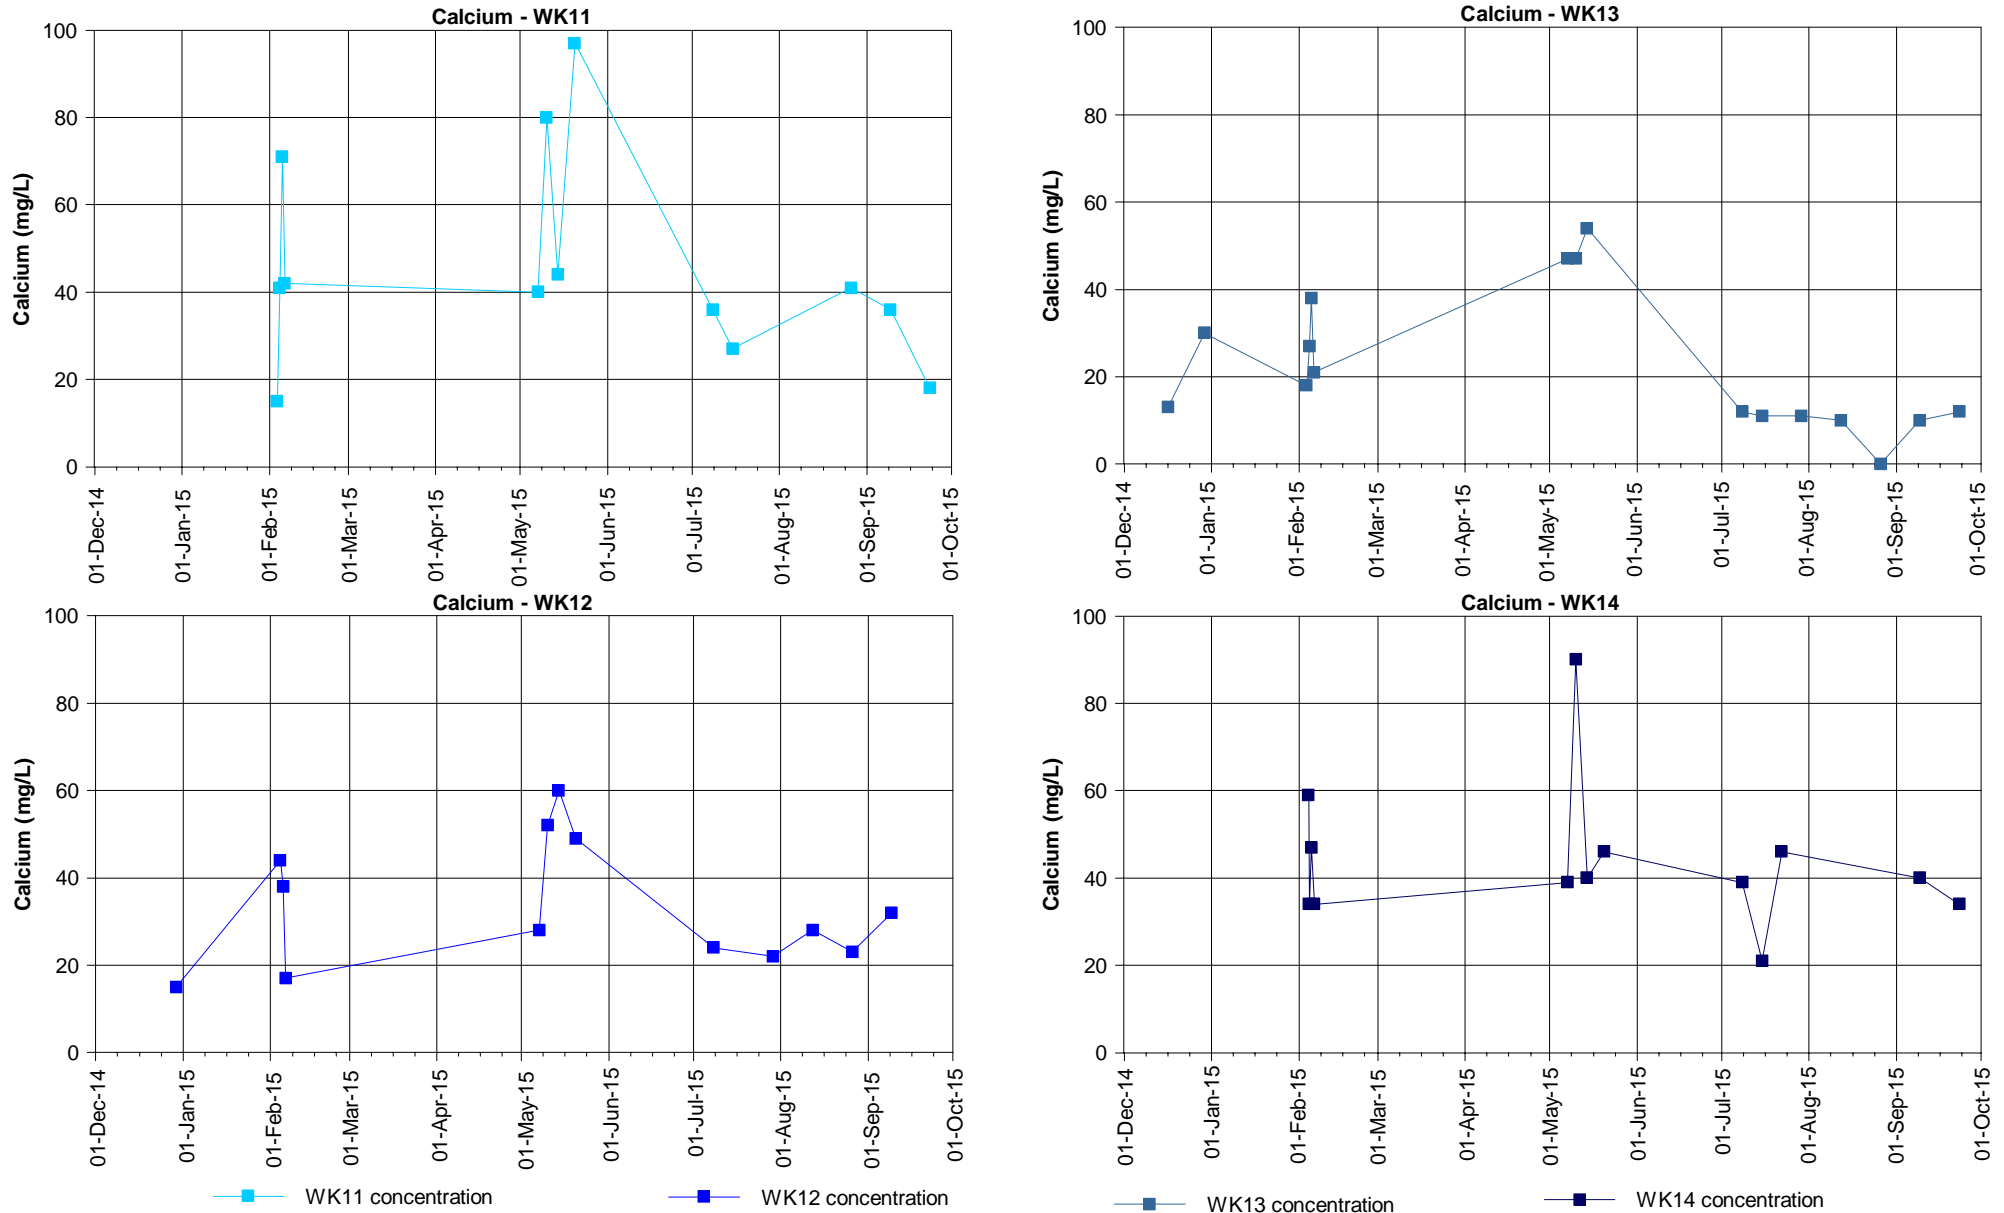 Calcium - WK11
Calcium (mg/L)
100
80
60
40
20
0
01-Dec-14
01-Jan-15
01-Feb-15
01-Mar-15
01-Apr-15
01-May-15
01-Jun-15
01-Jul-15
01-Aug-15
01-Sep-15
01-Oct-15
Calcium - WK13
Calcium (mg/L)
100
80
60
40
20
0
01-Dec-14
01-Jan-15
01-Feb-15
01-Mar-15
01-Apr-15
01-May-15
01-Jun-15
01-Jul-15
01-Aug-15
01-Sep-15
01-Oct-15
Calcium - WK12
Calcium (mg/L)
100
80
60
40
20
0
01-Dec-14
01-Jan-15
01-Feb-15
01-Mar-15
01-Apr-15
01-May-15
01-Jun-15
01-Jul-15
01-Aug-15
01-Sep-15
01-Oct-15
Calcium - WK14
Calcium (mg/L)
100
80
60
40
20
0
01-Dec-14
01-Jan-15
01-Feb-15
01-Mar-15
01-Apr-15
01-May-15
01-Jun-15
01-Jul-15
01-Aug-15
01-Sep-15
01-Oct-15
WK11 concentration
WK12 concentration
WK13 concentration
WK14 concentration